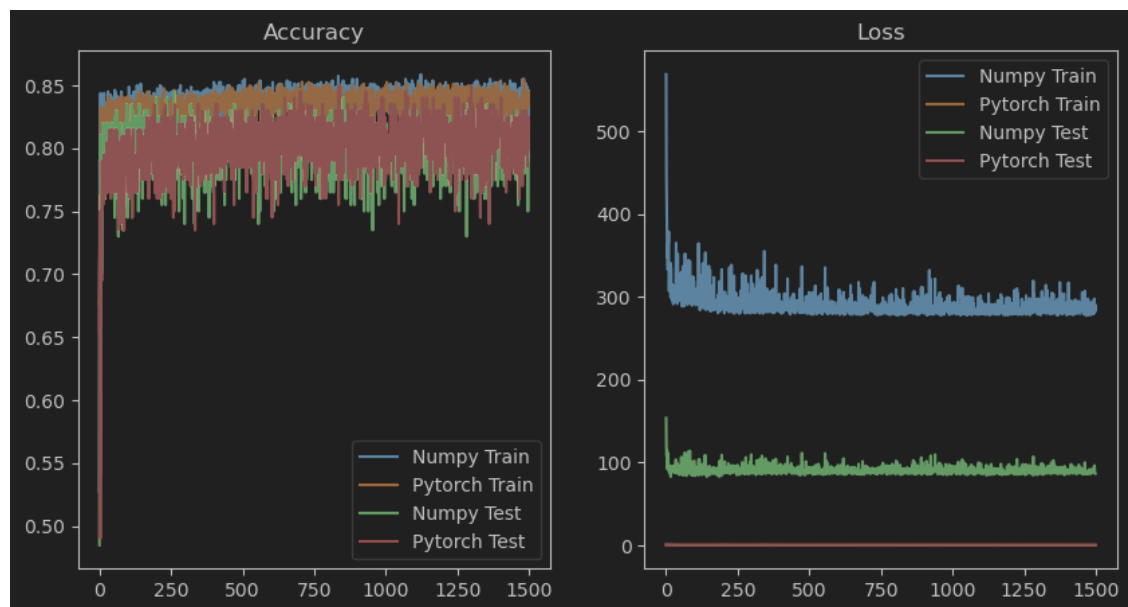 Accuracy
0.85
0.80
0.75
0.70
0.65
0.60
0.55
0.50
Numpy Train
Pytorch Train
Numpy Test
Pytorch Test
0 250 500 750 1000 1250 1500
Loss
500
400
300
200
100
0
Numpy Train
Pytorch Train
Numpy Test
Pytorch Test
0 250 500 750 1000 1250 1500